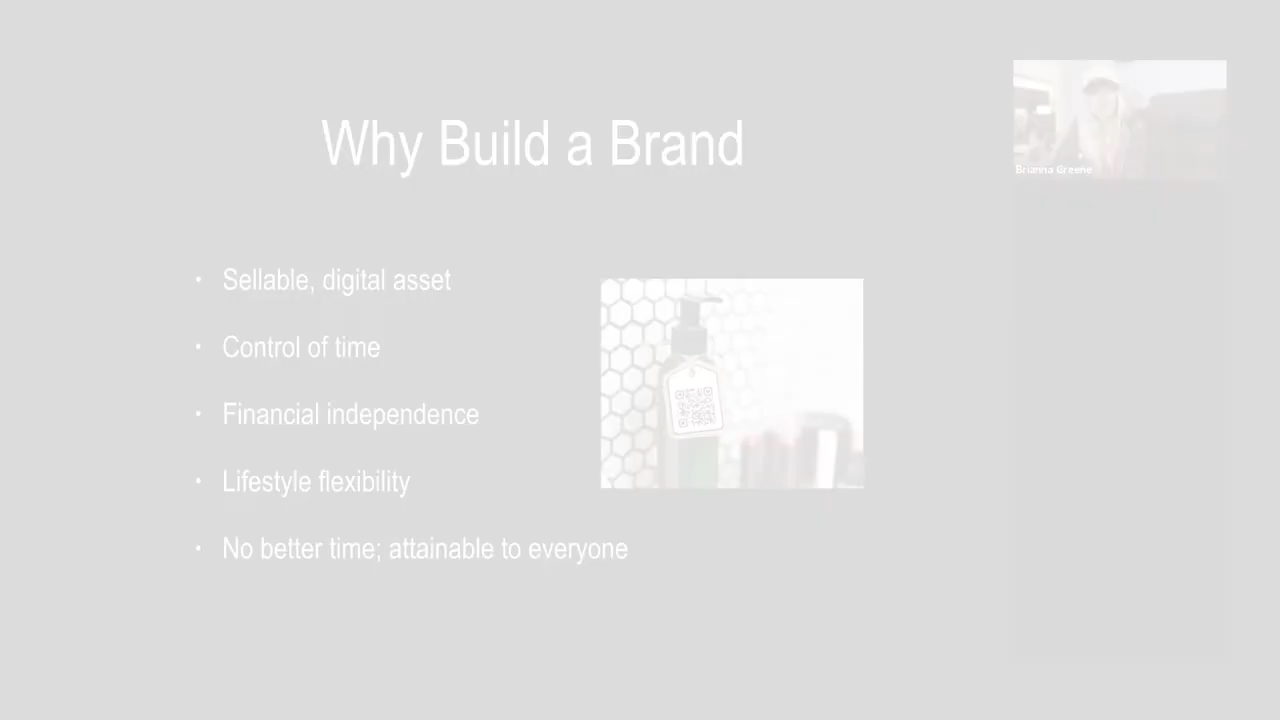 Why Build a Brand
Brianna Greene
• Sellable, digital asset
• Control of time
• Financial independence
• Lifestyle flexibility
• No better time; attainable to everyone